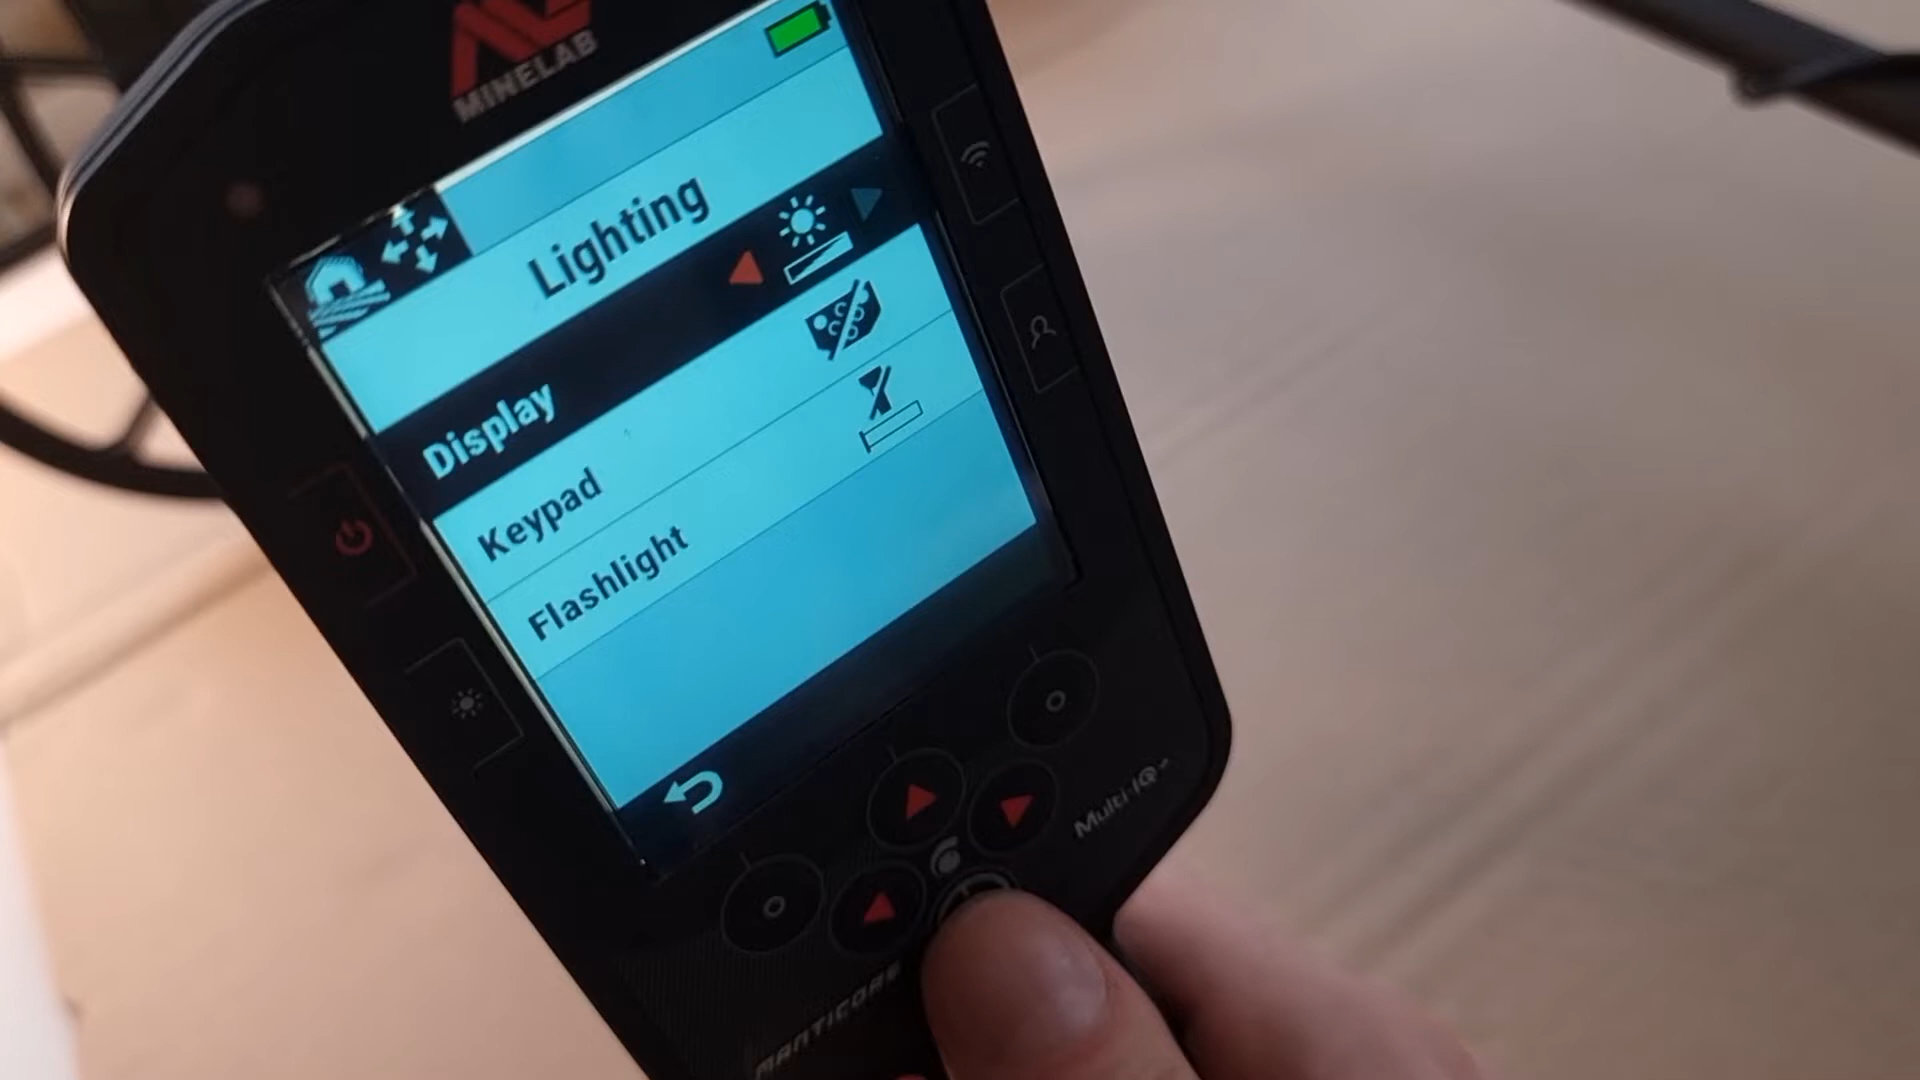 MINELAB
Lighting
Display
Keypad
Flashlight
Multi-IQ+
MANTICORE